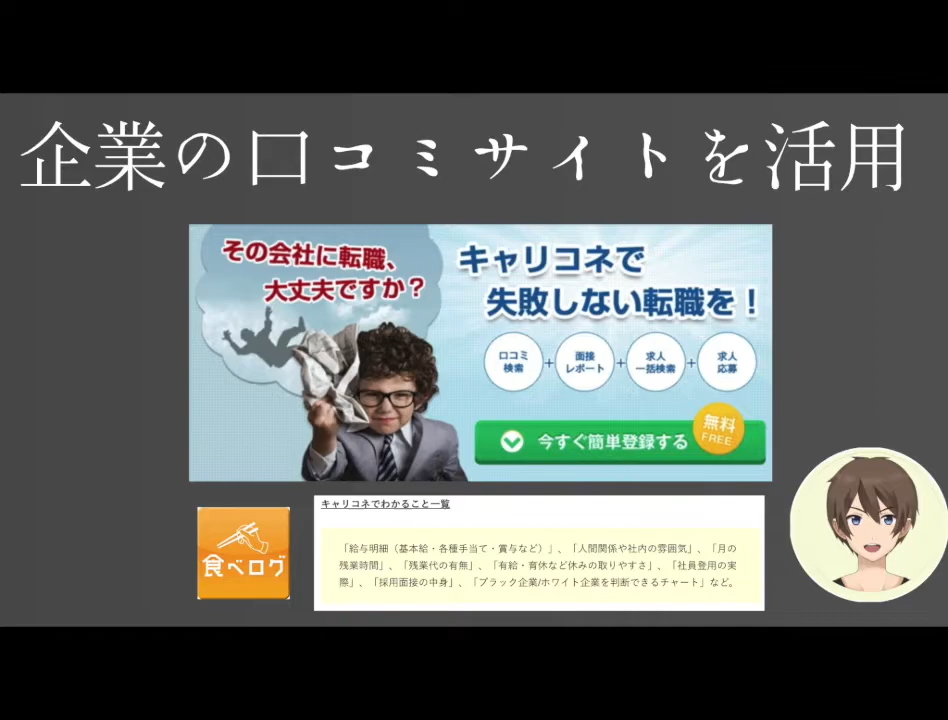 企業の口コミサイトを活用
その会社に転職、
大丈夫ですか？
キャリコネで
失敗しない転職を！
口コミ
検索
+
面接
レポート
+
求人
一括検索
+
求人
応募
今すぐ簡単登録する
無料
FREE
食べログ
キャリコネでわかること一覧
「給与明細（基本給・各種手当て・賞与など）」、「人間関係や社内の雰囲気」、「月の
残業時間」、「残業代の有無」、「有給・育休など休みの取りやすさ」、「社員登用の実
際」、「採用面接の中身」、「ブラック企業/ホワイト企業を判断できるチャート」など。